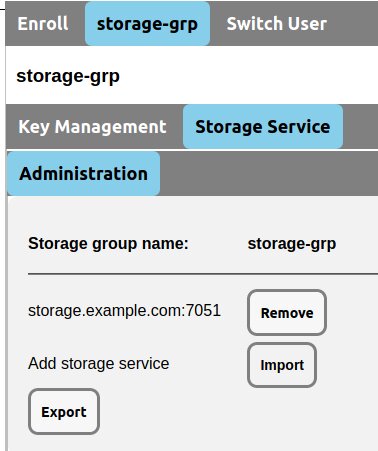 Enroll storage-grp Switch User
storage-grp
Key Management Storage Service
Administration
Storage group name: storage-grp
storage.example.com:7051 Remove
Add storage service Import
Export